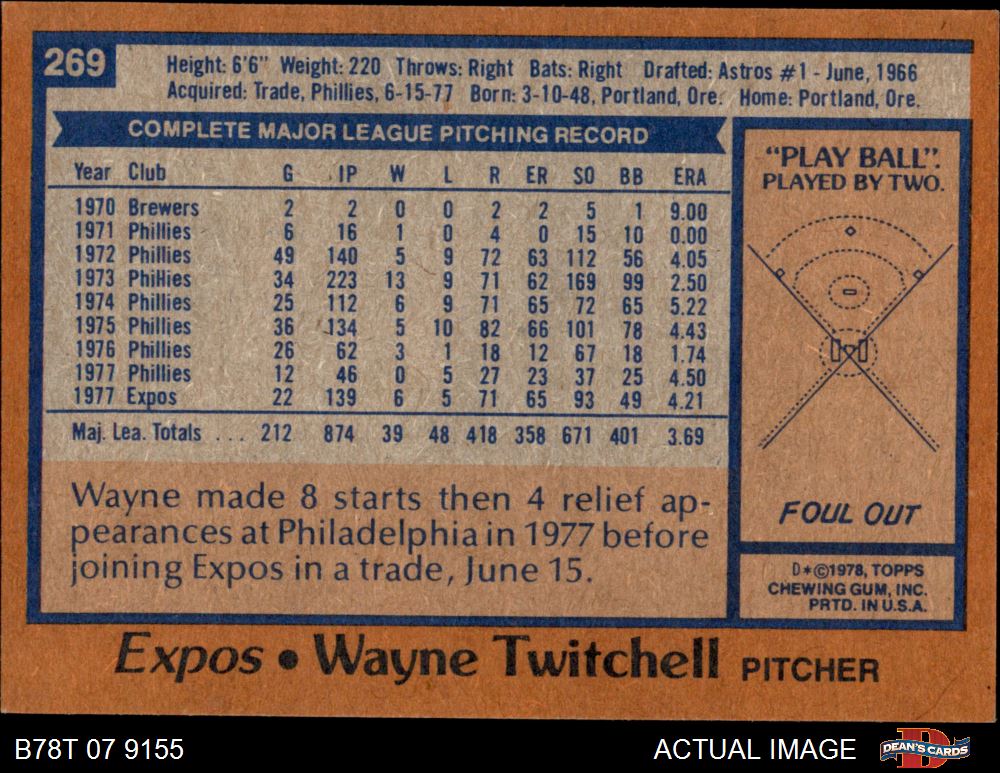 269
Height: 6'6" Weight: 220 Throws: Right Bats: Right Drafted: Astros #1 - June, 1966
Acquired: Trade, Phillies, 6-15-77 Born: 3-10-48, Portland, Ore. Home: Portland, Ore.
COMPLETE MAJOR LEAGUE PITCHING RECORD
Year Club G IP W L R ER SO BB ERA
1970 Brewers 2 2 0 0 2 2 5 1 9.00
1971 Phillies 6 16 1 0 4 0 15 10 0.00
1972 Phillies 49 140 5 9 72 63 112 56 4.05
1973 Phillies 34 223 13 9 71 62 169 99 2.50
1974 Phillies 25 112 6 9 71 65 72 65 5.22
1975 Phillies 36 134 5 10 82 66 101 78 4.43
1976 Phillies 26 62 3 1 18 12 67 18 1.74
1977 Phillies 12 46 0 5 27 23 37 25 4.50
1977 Expos 22 139 6 5 71 65 93 49 4.21
Maj. Lea. Totals ... 212 874 39 48 418 358 671 401 3.69
Wayne made 8 starts then 4 relief ap-
pearances at Philadelphia in 1977 before
joining Expos in a trade, June 15.
"PLAY BALL".
PLAYED BY TWO.
FOUL OUT
D*©1978, TOPPS
CHEWING GUM, INC.
PRTD. IN U.S.A.
Expos • Wayne Twitchell PITCHER
B78T 07 9155
ACTUAL IMAGE
D DEAN'S CARDS